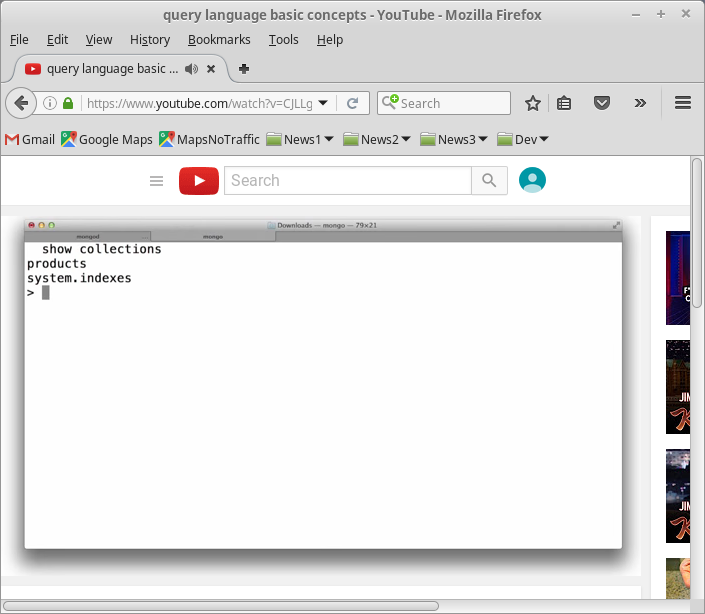 query language basic concepts - YouTube - Mozilla Firefox
File Edit View History Bookmarks Tools Help
query language basic ...
https://www.youtube.com/watch?v=CJLLg
Search
Gmail Google Maps MapsNoTraffic News1 News2 News3 Dev
Search
Downloads — mongo — 79×21
mongod mongo
show collections
products
system.indexes
>
JIM
JIM